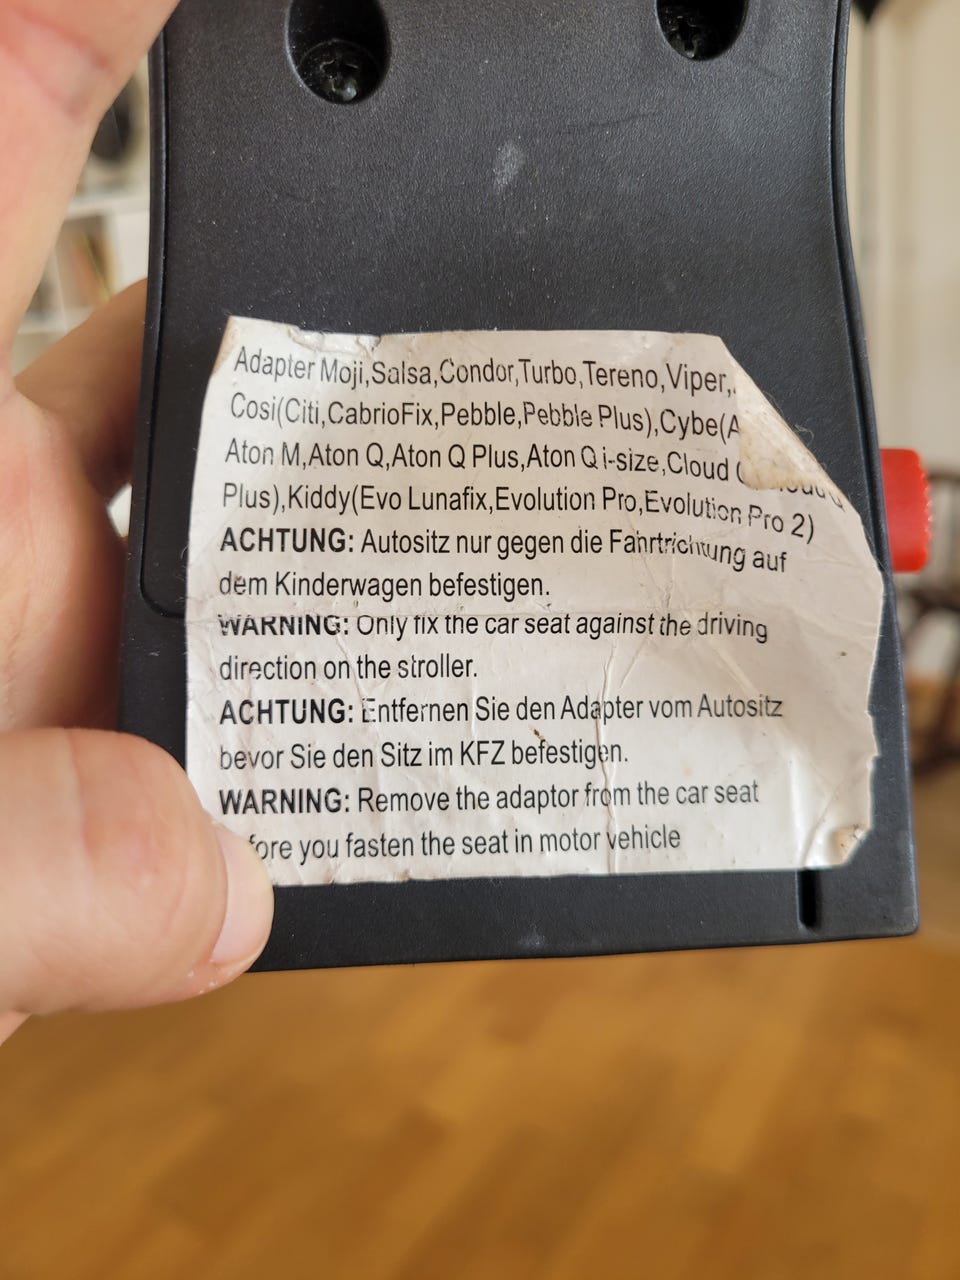 Adapter Moji,Salsa,Condor,Turbo,Tereno,Viper,
Cosi(Citi,CabrioFix,Pebble,Pebble Plus),Cybe(A
Aton M,Aton Q,Aton Q Plus,Aton Q i-size,Cloud
Plus),Kiddy(Evo Lunafix,Evolution Pro,Evolution Pro 2)
ACHTUNG: Autositz nur gegen die Fahrtrichtung auf
dem Kinderwagen befestigen.
WARNING: Only fix the car seat against the driving
direction on the stroller.
ACHTUNG: Entfernen Sie den Adapter vom Autositz
bevor Sie den Sitz im KFZ befestigen.
WARNING: Remove the adaptor from the car seat
fore you fasten the seat in motor vehicle